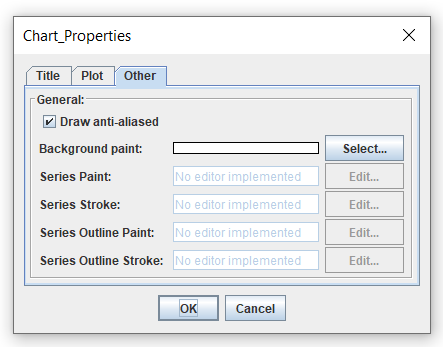 Chart_Properties
Title Plot Other
General:
Draw anti-aliased
Background paint: Select...
Series Paint: No editor implemented Edit...
Series Stroke: No editor implemented Edit...
Series Outline Paint: No editor implemented Edit...
Series Outline Stroke: No editor implemented Edit...
OK Cancel